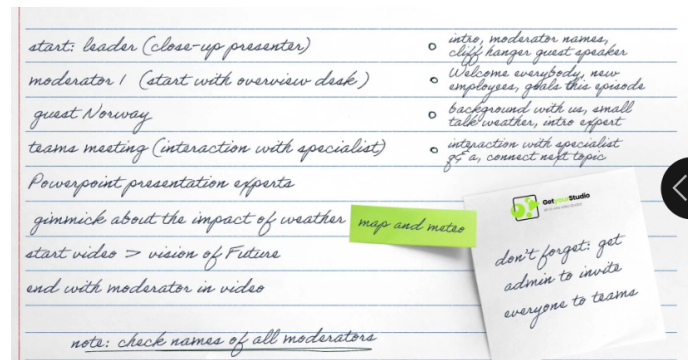 start: leader (close-up presenter)
moderator 1 (start with overview desk)
guest Norway
teams meeting (interaction with specialist)
Powerpoint presentation experts
gimmick about the impact of weather
map and meteo
start video > vision of Future
end with moderator in video
note: check names of all moderators
intro, moderator names,
cliff hanger guest speaker
Welcome everybody, new
employees, goals this episode
background with us, small
talk weather, intro expert
interaction with specialist
q& a, connect next topic
GetyourStudio
don't forget: get
admin to invite
everyone to teams